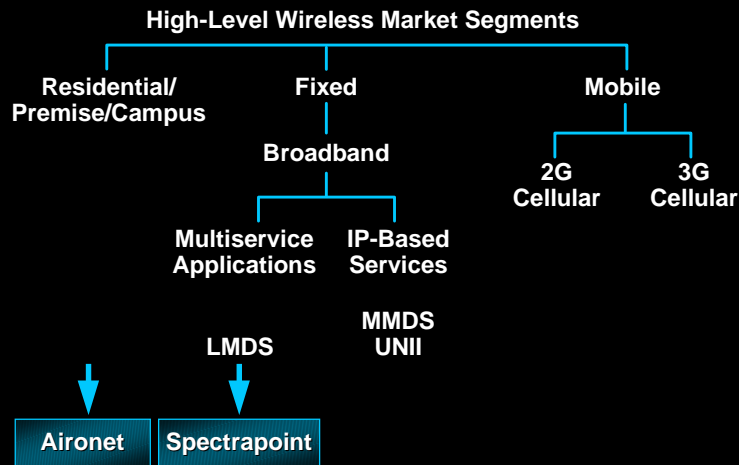 High-Level Wireless Market Segments
Residential/
Premise/Campus
Fixed
Mobile
Broadband
2G
Cellular
3G
Cellular
Multiservice
Applications
IP-Based
Services
LMDS
MMDS
UNII
Aironet
Spectrapoint